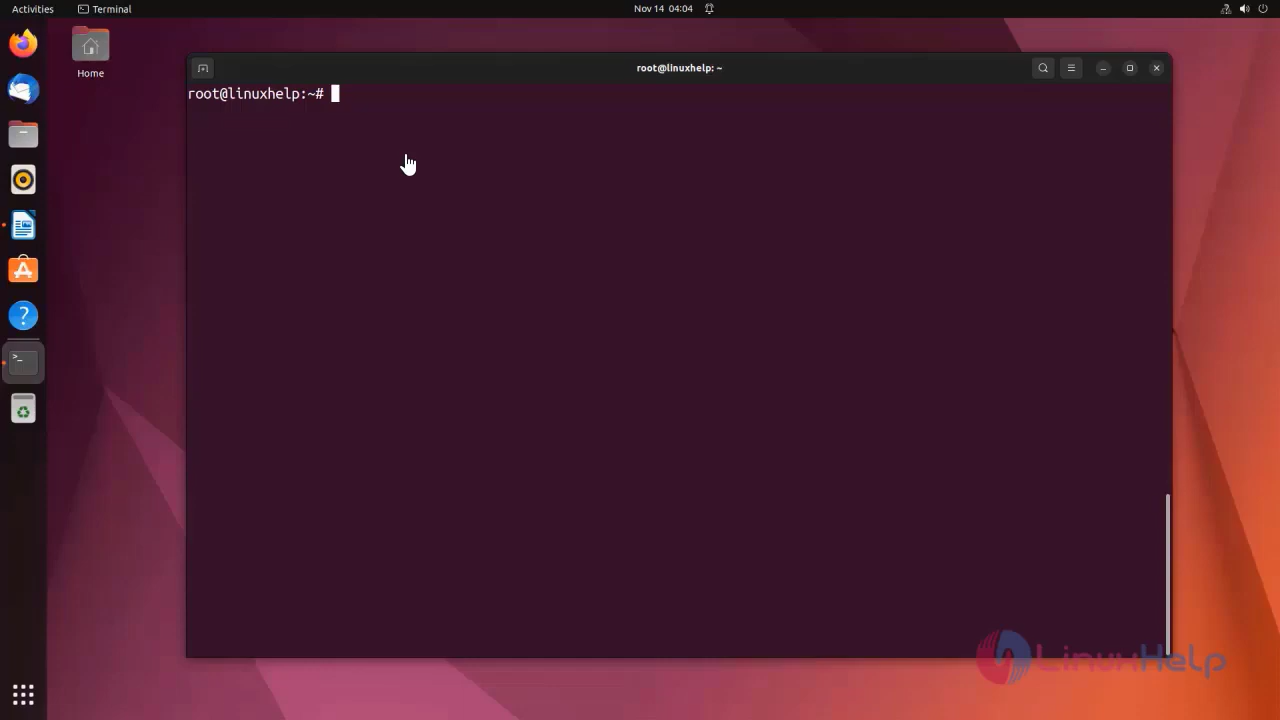 Activities
Terminal
Nov 14 04:04
Home
root@linuxhelp: ~
root@linuxhelp:~#
>_
?
LinuxHelp